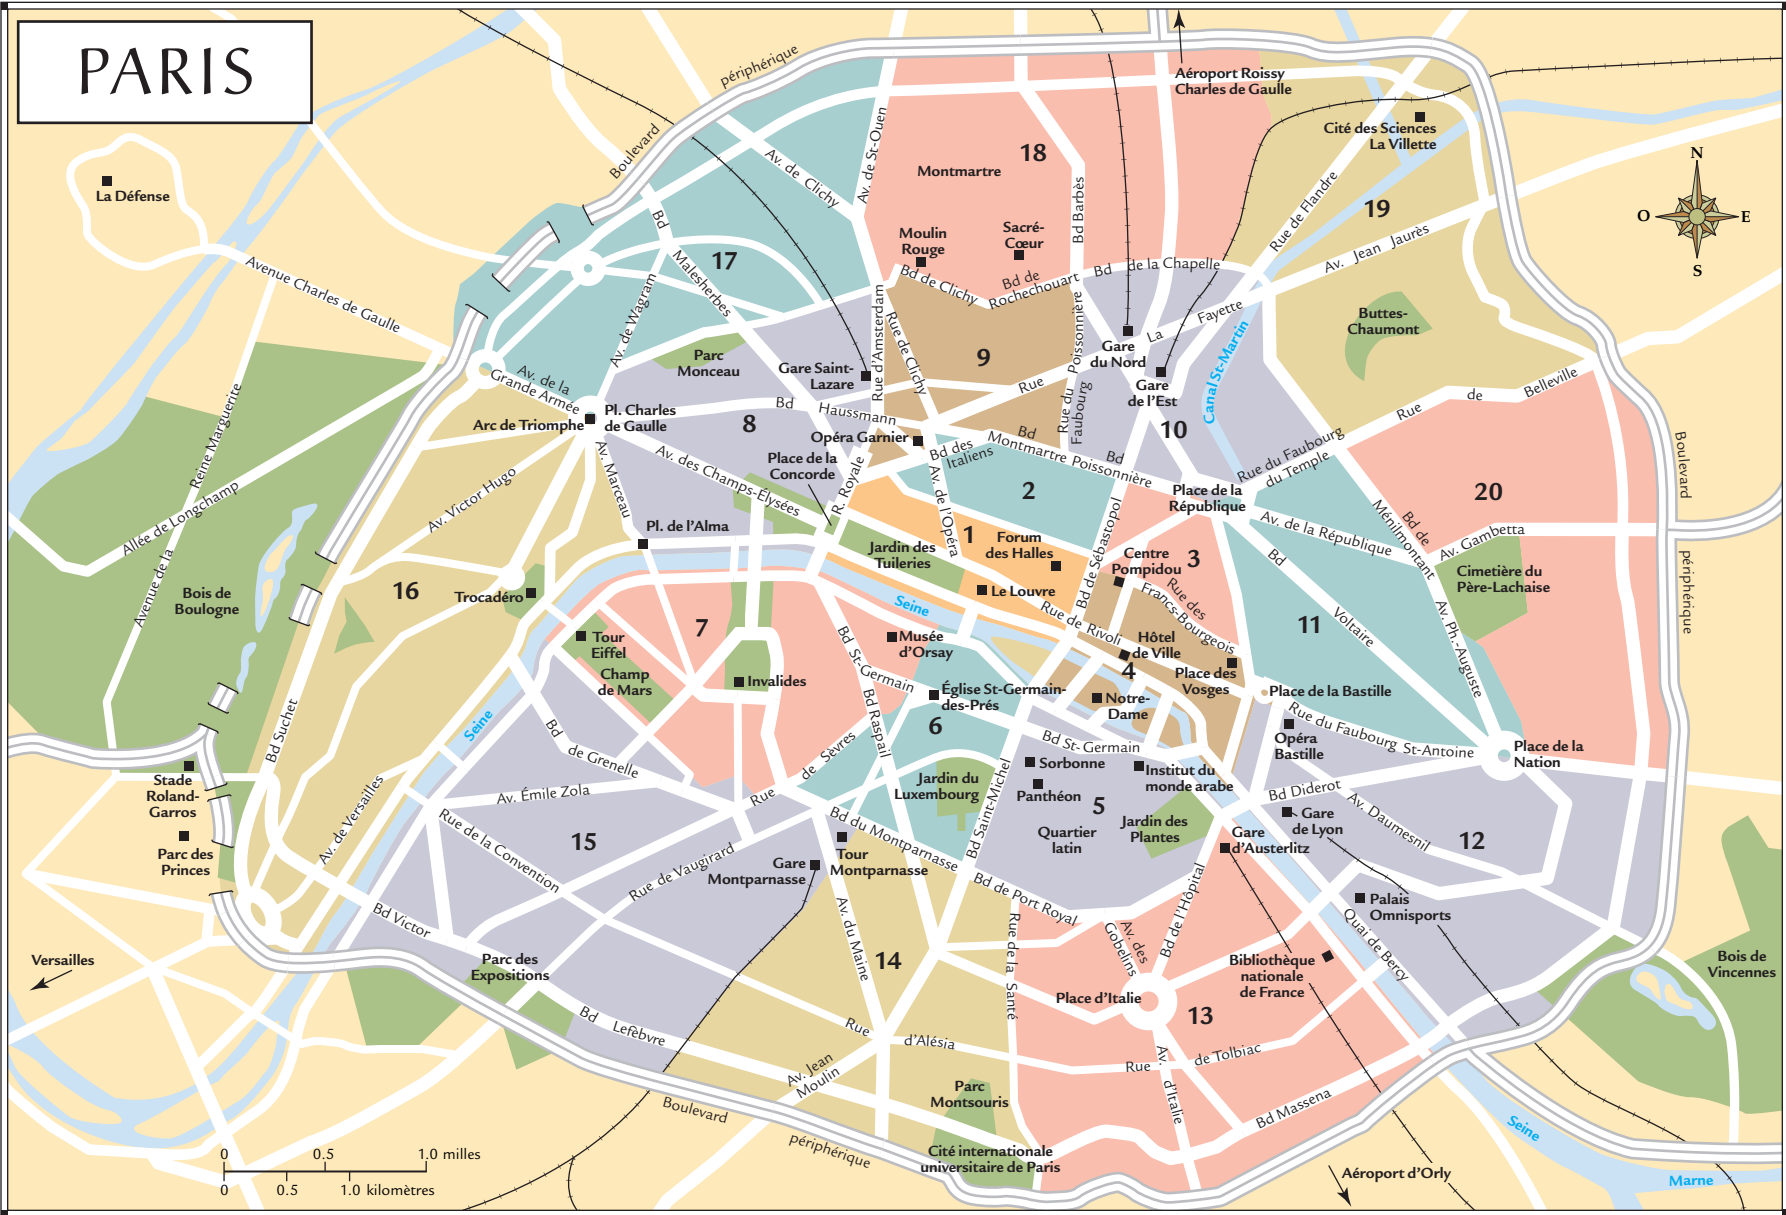 PARIS
périphérique
Boulevard
Aéroport Roissy
Charles de Gaulle
Cité des Sciences
La Villette
La Défense
N
O
E
S
Av. de Clichy
Av. de St-Ouen
18
Montmartre
Moulin
Rouge
Sacré-
Cœur
Bd Barbès
Rue de Flandre
19
Av. Jean Jaurès
Avenue Charles de Gaulle
Bd Malesherbes
17
Av. de Wagram
Bd de Clichy
Bd de
Rochechouart
Bd de la Chapelle
Buttes-
Chaumont
Parc
Monceau
Gare Saint-
Lazare
Rue d'Amsterdam
Rue de Clichy
9
Rue La Fayette
Rue du
Faubourg
Poissonnière
Gare
du Nord
Gare
de l'Est
Canal St-Martin
10
Rue de Belleville
Av. de la
Grande Armée
Arc de Triomphe
Pl. Charles
de Gaulle
8
Bd Haussmann
Opéra Garnier
Bd des
Italiens
Bd
Montmartre
Bd
Poissonnière
Place de la
Concorde
R. Royale
Av. des Champs-Élysées
Av. Marceau
Av. Victor Hugo
Reine Marguerite
Avenue de la
Allée de Longchamp
Bois de
Boulogne
Pl. de l'Alma
Av. de l'Opéra
2
1
Forum
des Halles
Jardin des
Tuileries
Le Louvre
Rue de Rivoli
Bd de Sébastopol
Place de la
République
Rue du Faubourg
du Temple
Av. de la République
Bd de
Ménilmontant
20
Av. Gambetta
Cimetière du
Père-Lachaise
Boulevard
périphérique
3
Centre
Pompidou
Rue des
Francs-Bourgeois
Bd Voltaire
11
Av. Ph.-Auguste
16
Trocadéro
Seine
7
Tour
Eiffel
Champ
de Mars
Invalides
Musée
d'Orsay
Bd St-Germain
Bd Raspail
Église St-Germain-
des-Prés
6
Hôtel
de Ville
4
Place des
Vosges
Notre-
Dame
Place de la Bastille
Opéra
Bastille
Rue du Faubourg St-Antoine
Place de la
Nation
Bd Suchet
Seine
Stade
Roland-
Garros
Parc des
Princes
Av. de Versailles
Bd de Grenelle
Av. Émile Zola
Rue de Sèvres
Jardin du
Luxembourg
Bd Saint-Michel
Bd St-Germain
Sorbonne
Panthéon
Institut du
monde arabe
5
Quartier
latin
Jardin des
Plantes
Gare
d'Austerlitz
Bd Diderot
Gare
de Lyon
Av. Daumesnil
12
15
Rue de la Convention
Rue de Vaugirard
Gare
Montparnasse
Tour
Montparnasse
Bd du Montparnasse
Bd de Port Royal
Bd de l'Hôpital
Palais
Omnisports
Quai de Bercy
Bois de
Vincennes
Bd Victor
Versailles
Parc des
Expositions
Bd Lefèbvre
Av. du Maine
14
Rue de la Santé
Av. des
Gobelins
Place d'Italie
Bibliothèque
nationale
de France
13
Rue d'Alésia
Av. Jean
Moulin
Rue de Tolbiac
Av. d'Italie
Bd Massena
Parc
Montsouris
Cité internationale
universitaire de Paris
Boulevard
périphérique
Aéroport d'Orly
Seine
Marne
0 0.5 1.0 milles
0 0.5 1.0 kilomètres